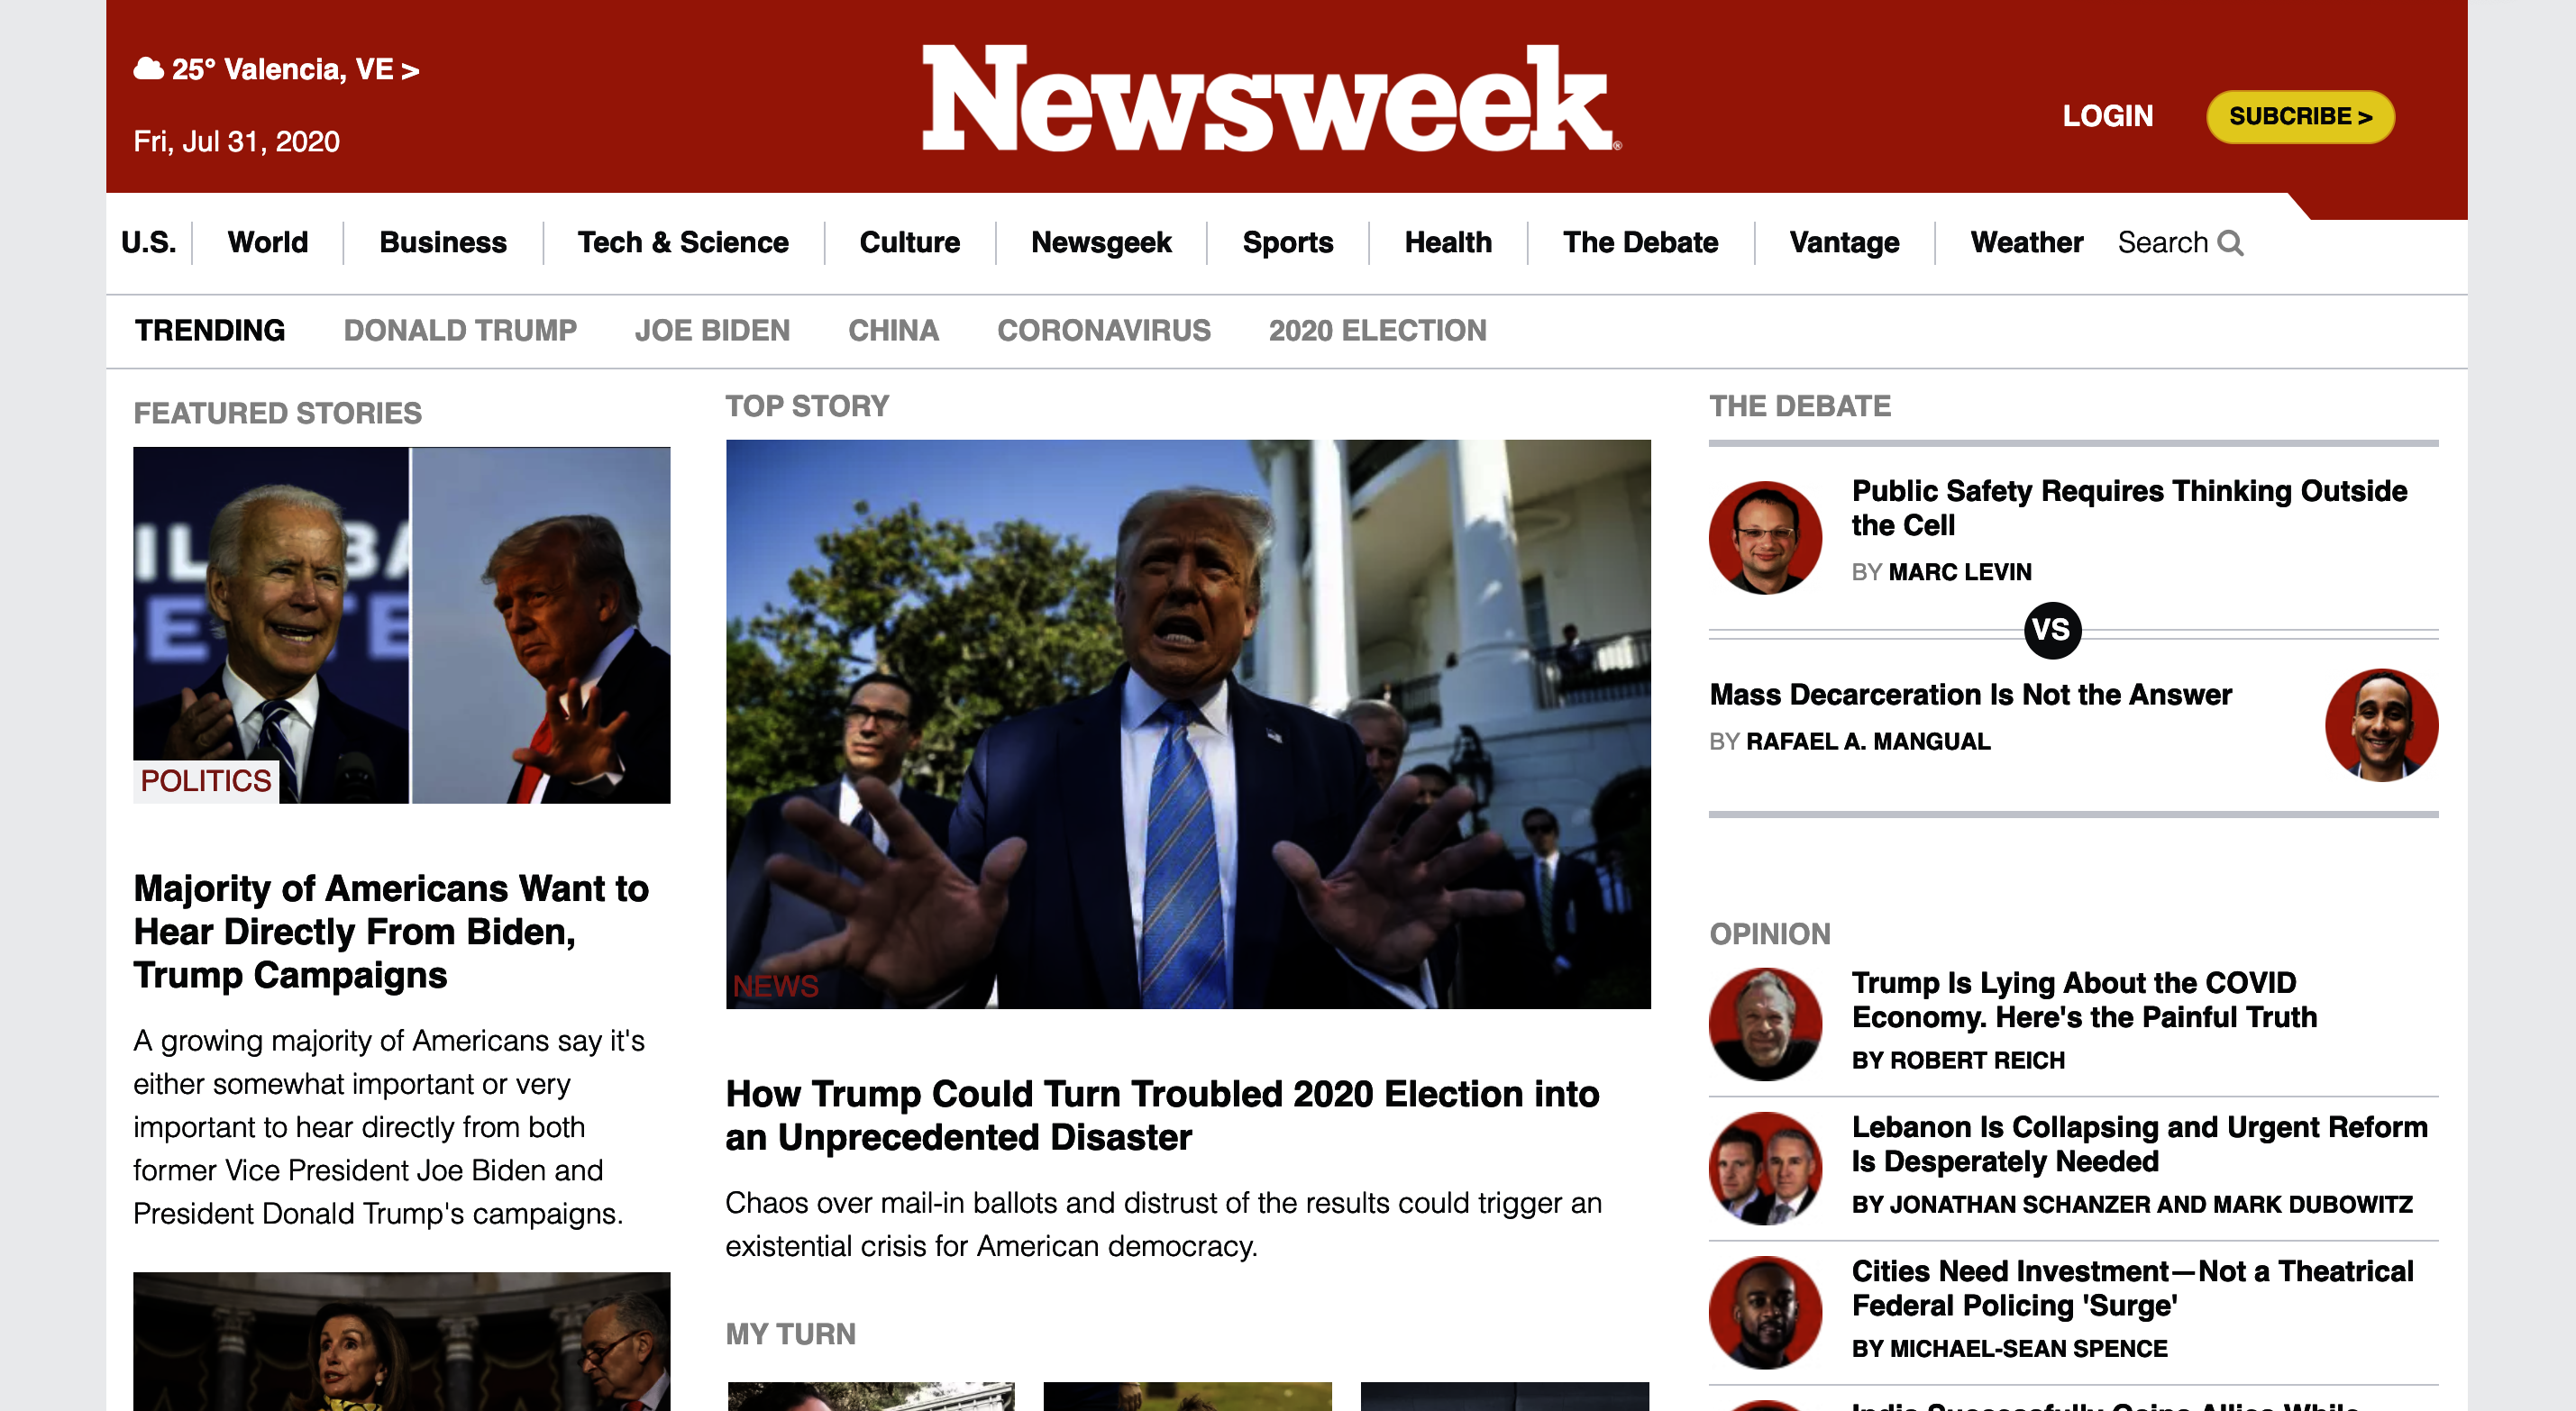 25° Valencia, VE >
Fri, Jul 31, 2020
Newsweek®
LOGIN
SUBCRIBE >
U.S.
World
Business
Tech & Science
Culture
Newsgeek
Sports
Health
The Debate
Vantage
Weather
Search
TRENDING
DONALD TRUMP
JOE BIDEN
CHINA
CORONAVIRUS
2020 ELECTION
FEATURED STORIES
POLITICS
Majority of Americans Want to
Hear Directly From Biden,
Trump Campaigns
A growing majority of Americans say it's
either somewhat important or very
important to hear directly from both
former Vice President Joe Biden and
President Donald Trump's campaigns.
TOP STORY
NEWS
How Trump Could Turn Troubled 2020 Election into
an Unprecedented Disaster
Chaos over mail-in ballots and distrust of the results could trigger an
existential crisis for American democracy.
MY TURN
THE DEBATE
Public Safety Requires Thinking Outside
the Cell
BY MARC LEVIN
VS
Mass Decarceration Is Not the Answer
BY RAFAEL A. MANGUAL
OPINION
Trump Is Lying About the COVID
Economy. Here's the Painful Truth
BY ROBERT REICH
Lebanon Is Collapsing and Urgent Reform
Is Desperately Needed
BY JONATHAN SCHANZER AND MARK DUBOWITZ
Cities Need Investment—Not a Theatrical
Federal Policing 'Surge'
BY MICHAEL-SEAN SPENCE